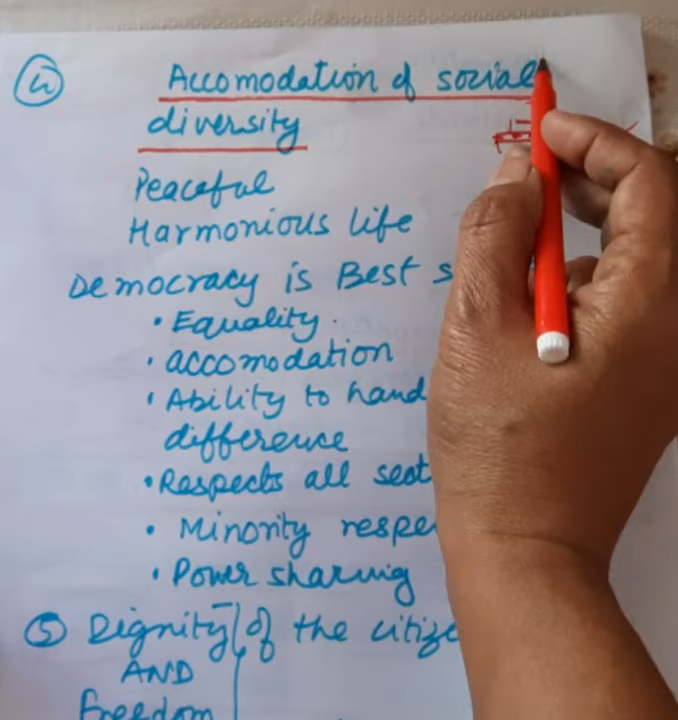 4 Accomodation of social
diversity
Peaceful
Harmonious life
Democracy is Best
• Equality.
• accomodation
• Ability to hand
difference
• Respects all
• Minority respe
• Power sharing
5 Dignity of the citize
AND
freedom